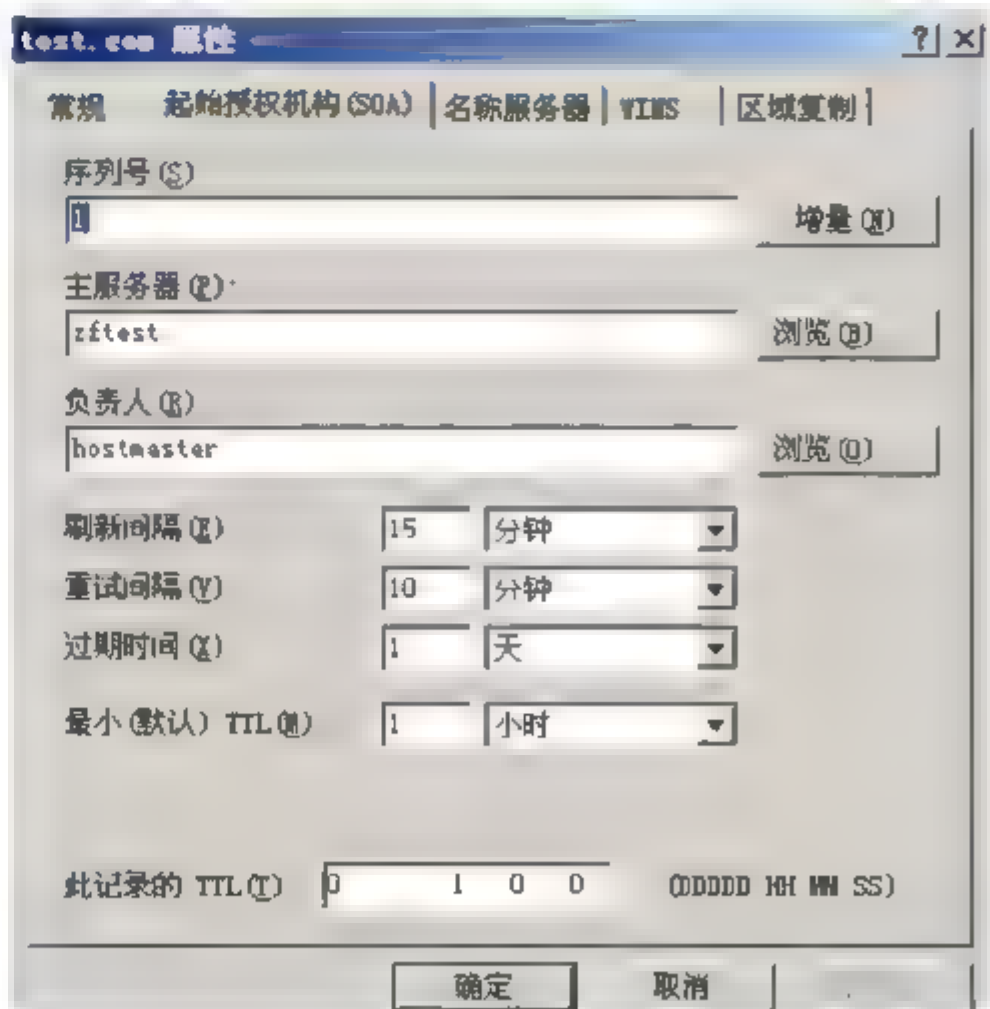 test.com 属性
常规 起始授权机构(SOA) 名称服务器 WINS 区域复制
序列号(S)
1 增量(N)
主服务器(P):
zftest 浏览(B)
负责人(R)
hostmaster 浏览(O)
刷新间隔(E) 15 分钟
重试间隔(V) 10 分钟
过期时间(X) 1 天
最小(默认) TTL(M) 1 小时
此记录的 TTL(T) 0 1 0 0 (DDDDD HH MM SS)
确定 取消